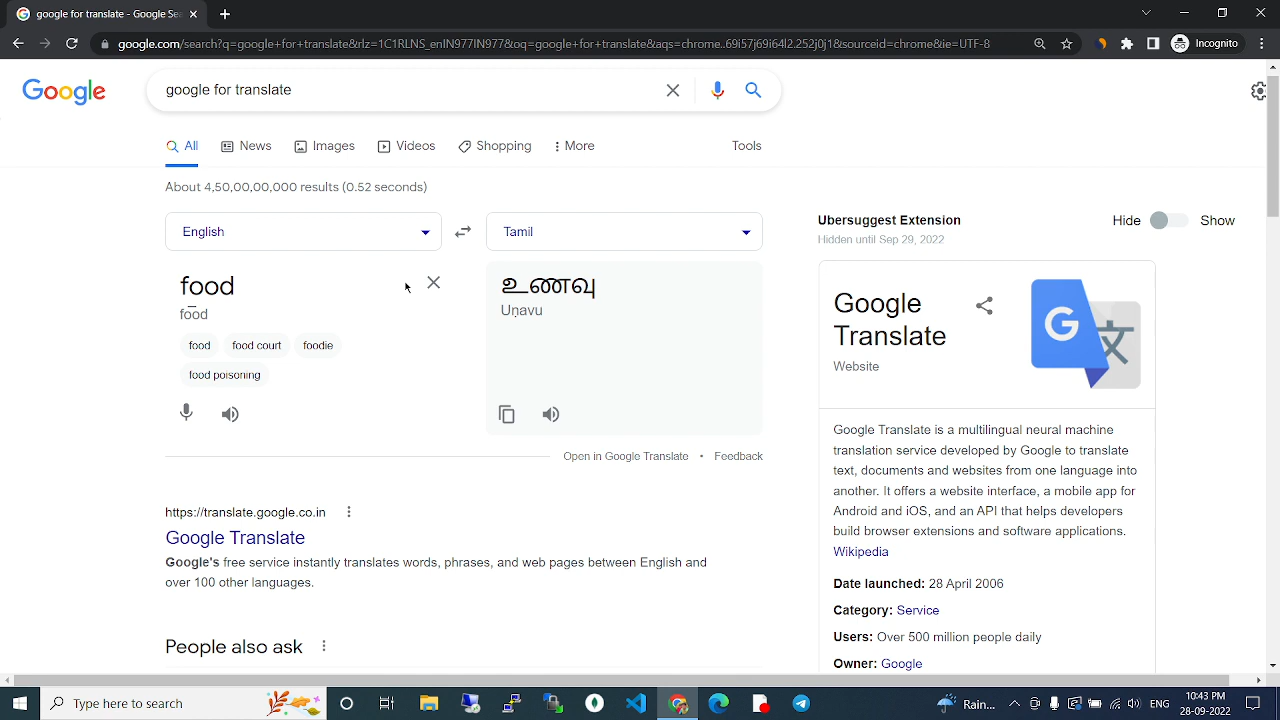 google for translate - Google Se
google.com/search?q=google+for+translate&rlz=1C1RLNS_enIN977IN977&oq=google+for+translate&aqs=chrome..69i57j69i64l2.252j0j1&sourceid=chrome&ie=UTF-8
Incognito
Google
google for translate
All
News
Images
Videos
Shopping
More
Tools
About 4,50,00,00,000 results (0.52 seconds)
English
Tamil
food
உணவு
fo͞od
Uṇavu
food
food court
foodie
food poisoning
Open in Google Translate • Feedback
https://translate.google.co.in
Google Translate
Google's free service instantly translates words, phrases, and web pages between English and
over 100 other languages.
People also ask
Ubersuggest Extension
Hide
Show
Hidden until Sep 29, 2022
Google
Translate
Website
G
文
Google Translate is a multilingual neural machine
translation service developed by Google to translate
text, documents and websites from one language into
another. It offers a website interface, a mobile app for
Android and iOS, and an API that helps developers
build browser extensions and software applications.
Wikipedia
Date launched: 28 April 2006
Category: Service
Users: Over 500 million people daily
Owner: Google
Type here to search
Rain...
ENG
10:43 PM
28-09-2022